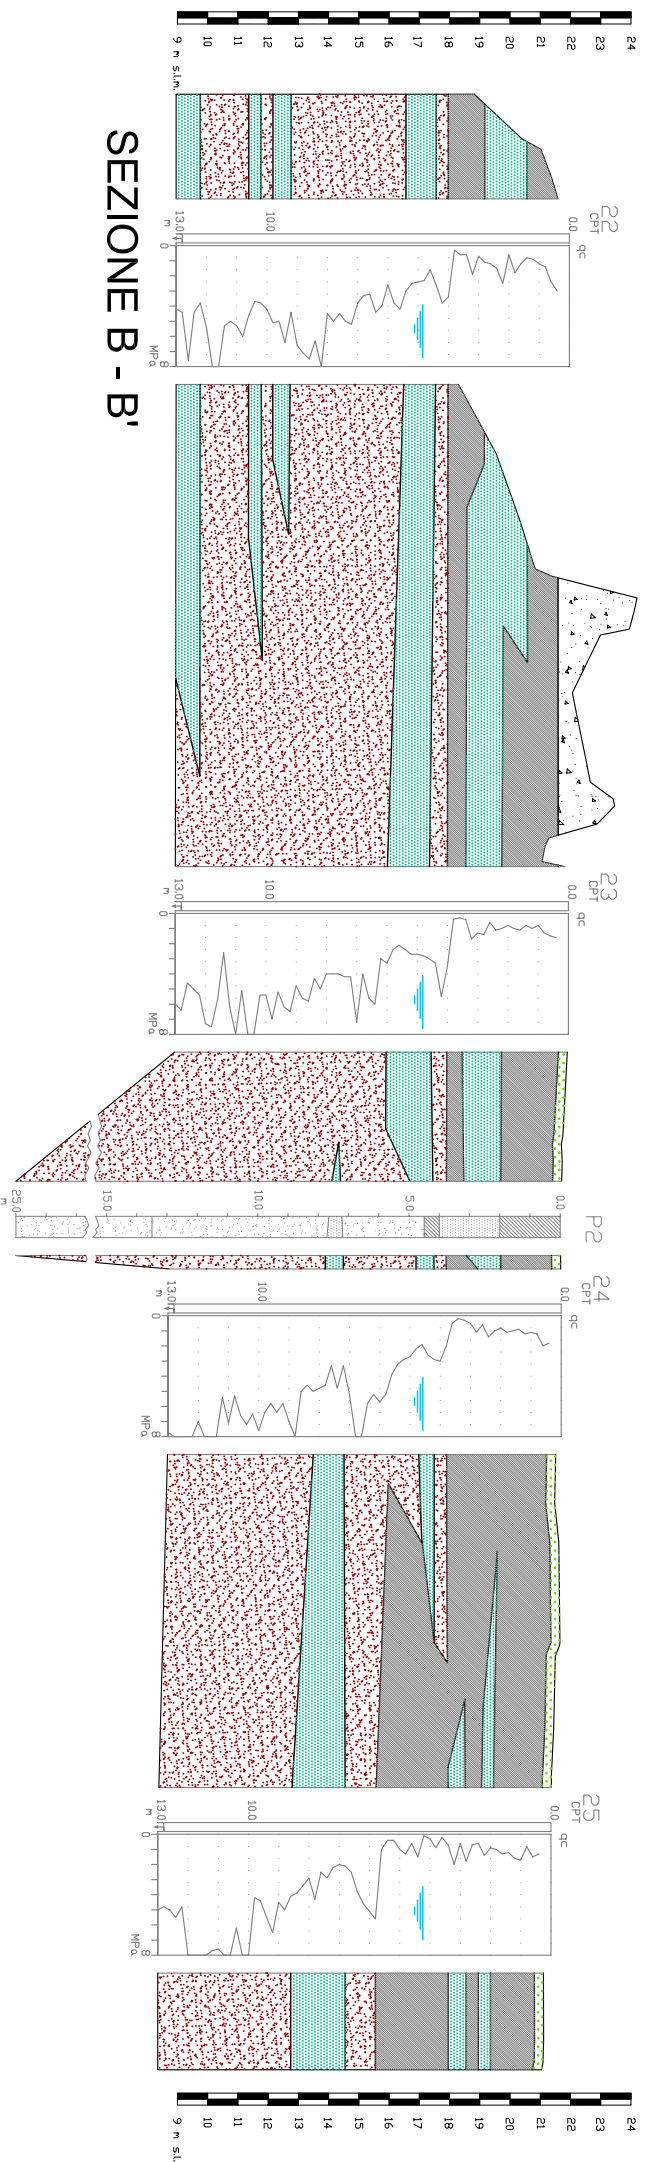 24
23
22
21
20
19
18
17
16
15
14
13
12
11
10
9 m s.l.m.
22
CPT
0.0
10.0
13.0
m
qc
0
8
MPa
23
CPT
0.0
10.0
13.0
m
qc
0
8
MPa
P2
0.0
5.0
10.0
15.0
25.0
m
24
CPT
0.0
10.0
13.0
m
qc
0
8
MPa
25
CPT
0.0
10.0
13.0
m
qc
0
8
MPa
24
23
22
21
20
19
18
17
16
15
14
13
12
11
10
9 m s.l.
SEZIONE B - B'